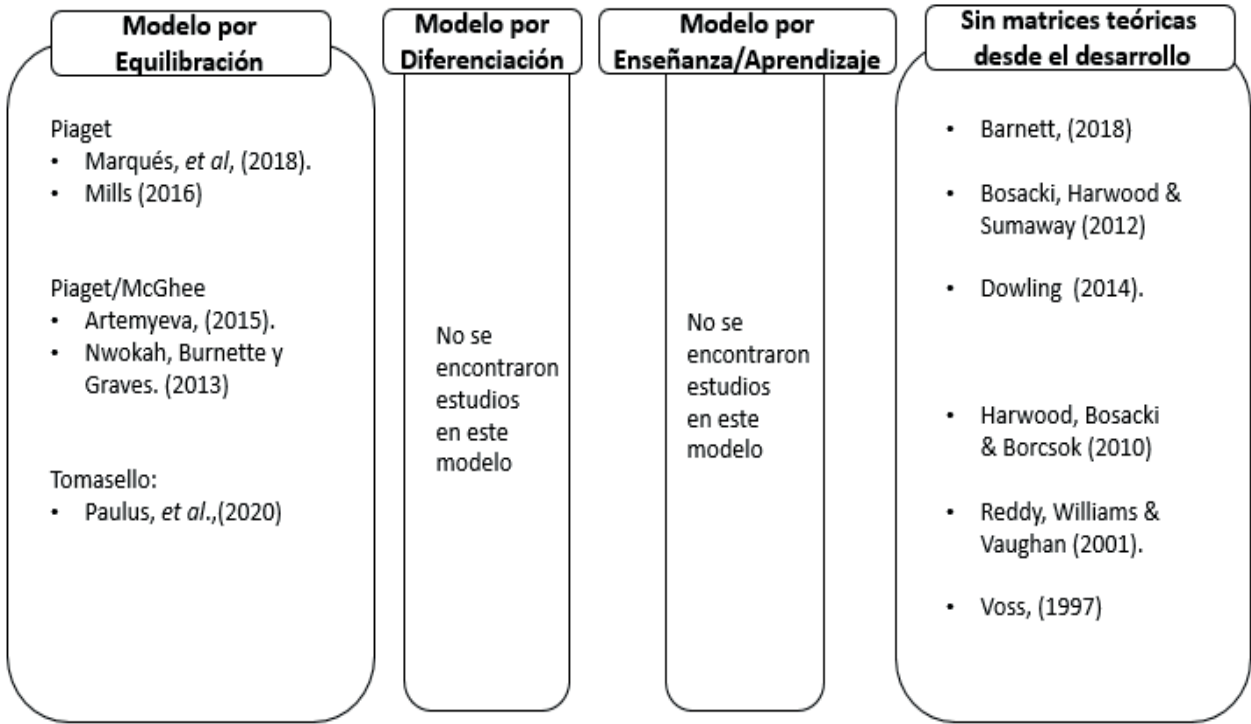 Modelo por
Equilibración
Piaget
• Marqués, et al, (2018).
• Mills (2016)
Piaget/McGhee
• Artemyeva, (2015).
• Nwokah, Burnette y
Graves. (2013)
Tomasello:
• Paulus, et al.,(2020)
Modelo por
Diferenciación
No se
encontraron
estudios
en este
modelo
Modelo por
Enseñanza/Aprendizaje
No se
encontraron
estudios
en este
modelo
Sin matrices teóricas
desde el desarrollo
• Barnett, (2018)
• Bosacki, Harwood &
Sumaway (2012)
• Dowling (2014).
• Harwood, Bosacki
& Borcsok (2010)
• Reddy, Williams &
Vaughan (2001).
• Voss, (1997)